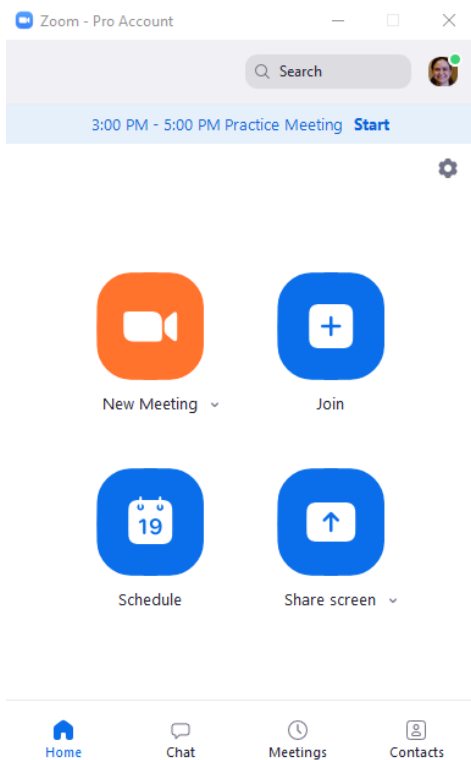 Zoom - Pro Account
Search
3:00 PM - 5:00 PM Practice Meeting Start
New Meeting
Join
19
Schedule
Share screen
Home
Chat
Meetings
Contacts